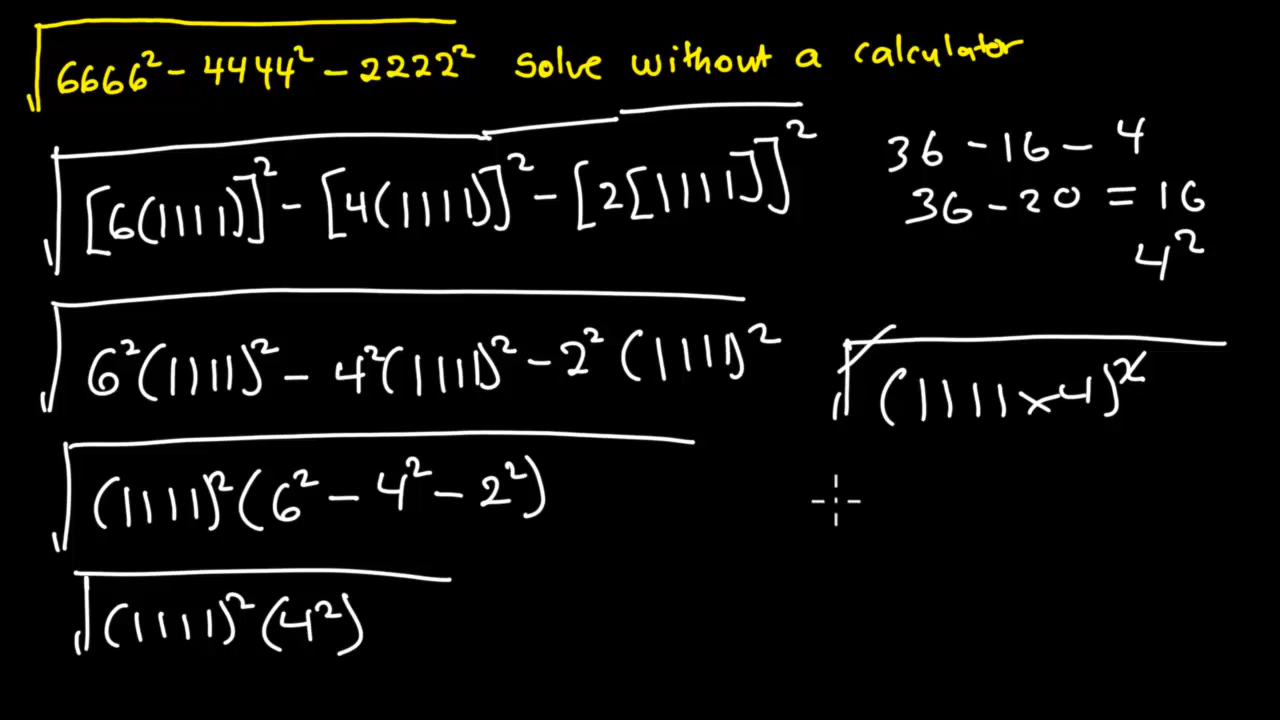 √(6666² − 4444² − 2222²) Solve without a calculator
√([6(1111)]² − [4(1111)]² − [2[1111]]²)
√(6²(1111)² − 4²(1111)² − 2²(1111)²)
√((1111)²(6² − 4² − 2²))
√((1111)²(4²))
36 − 16 − 4
36 − 20 = 16
4²
√((1111×4)²)